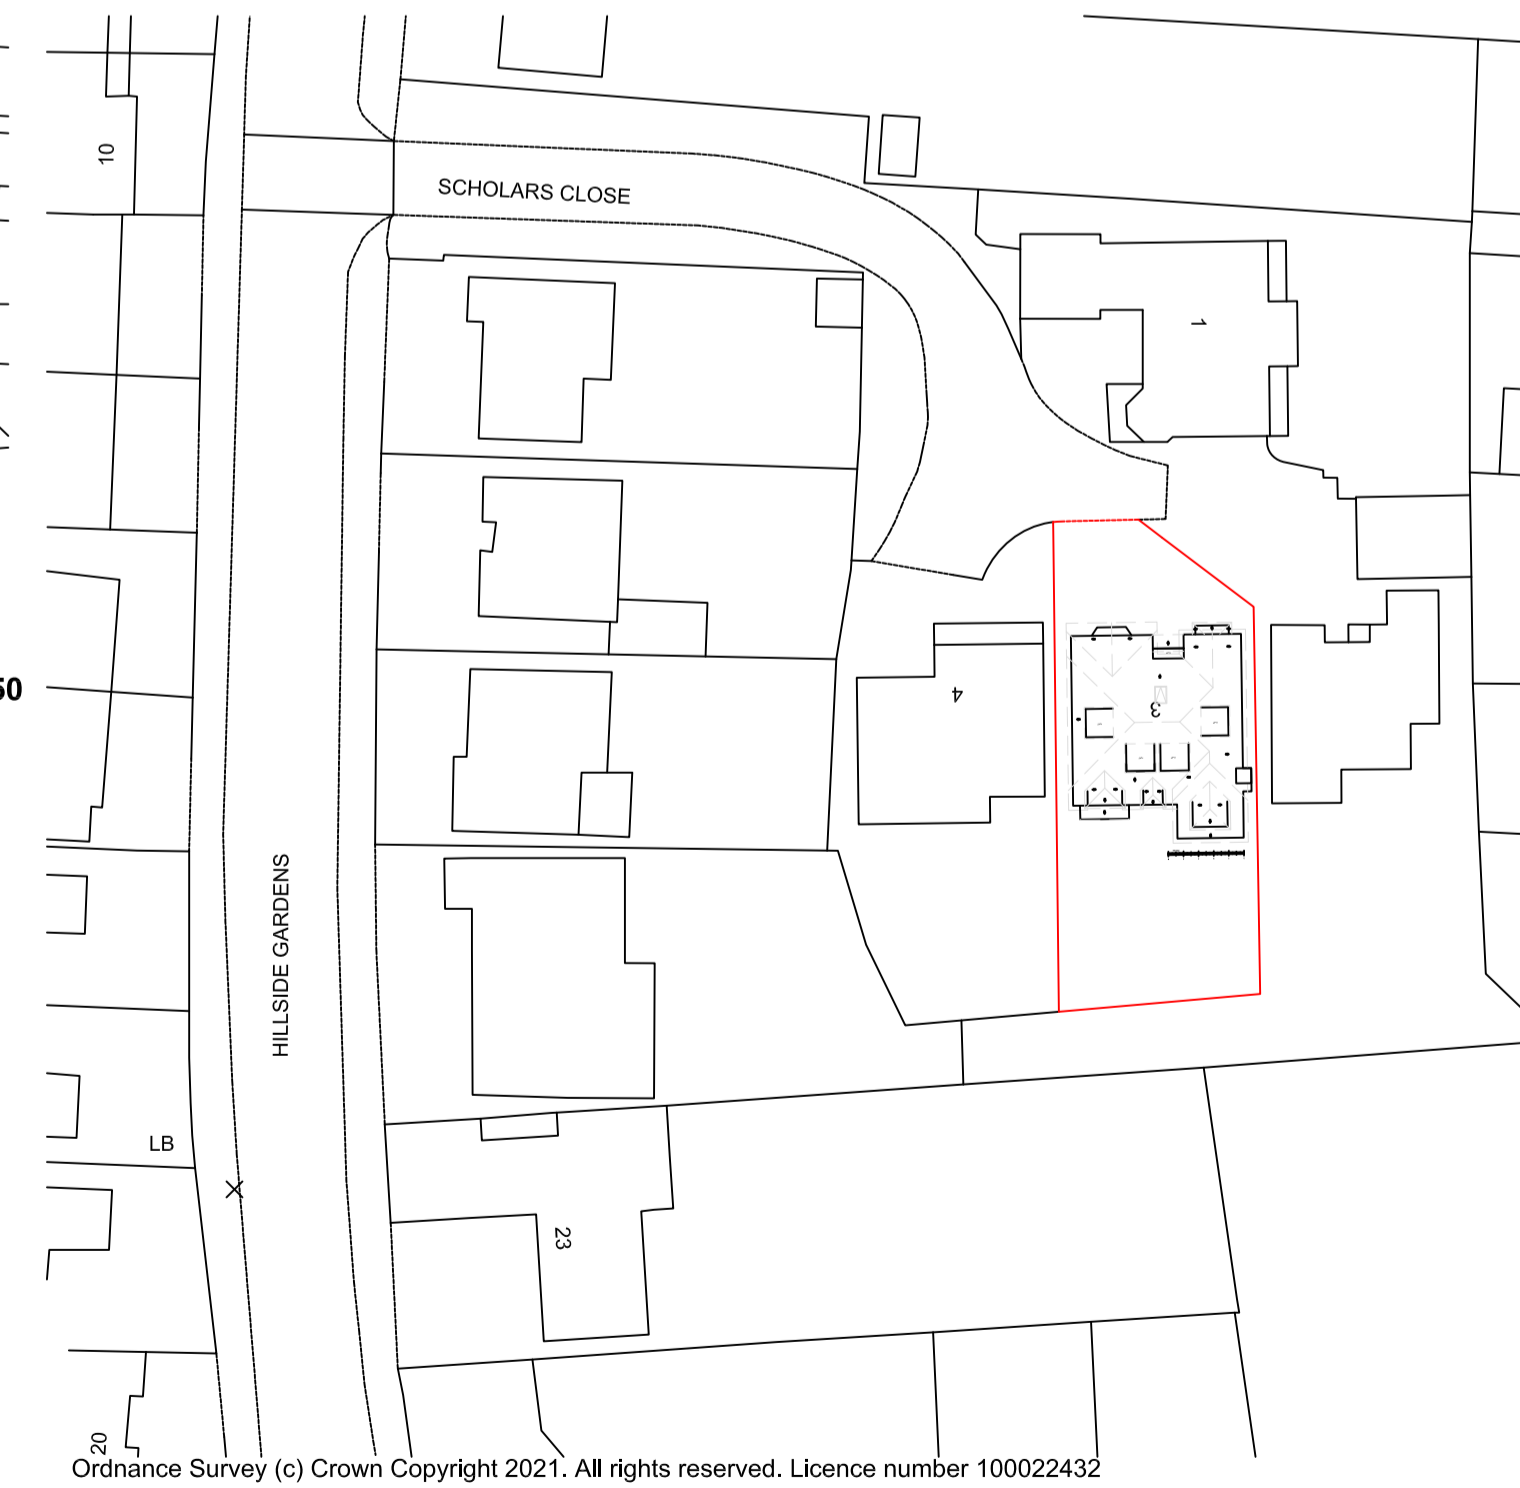 10
SCHOLARS CLOSE
1
50
4
3
HILLSIDE GARDENS
LB
23
20
Ordnance Survey (c) Crown Copyright 2021. All rights reserved. Licence number 100022432